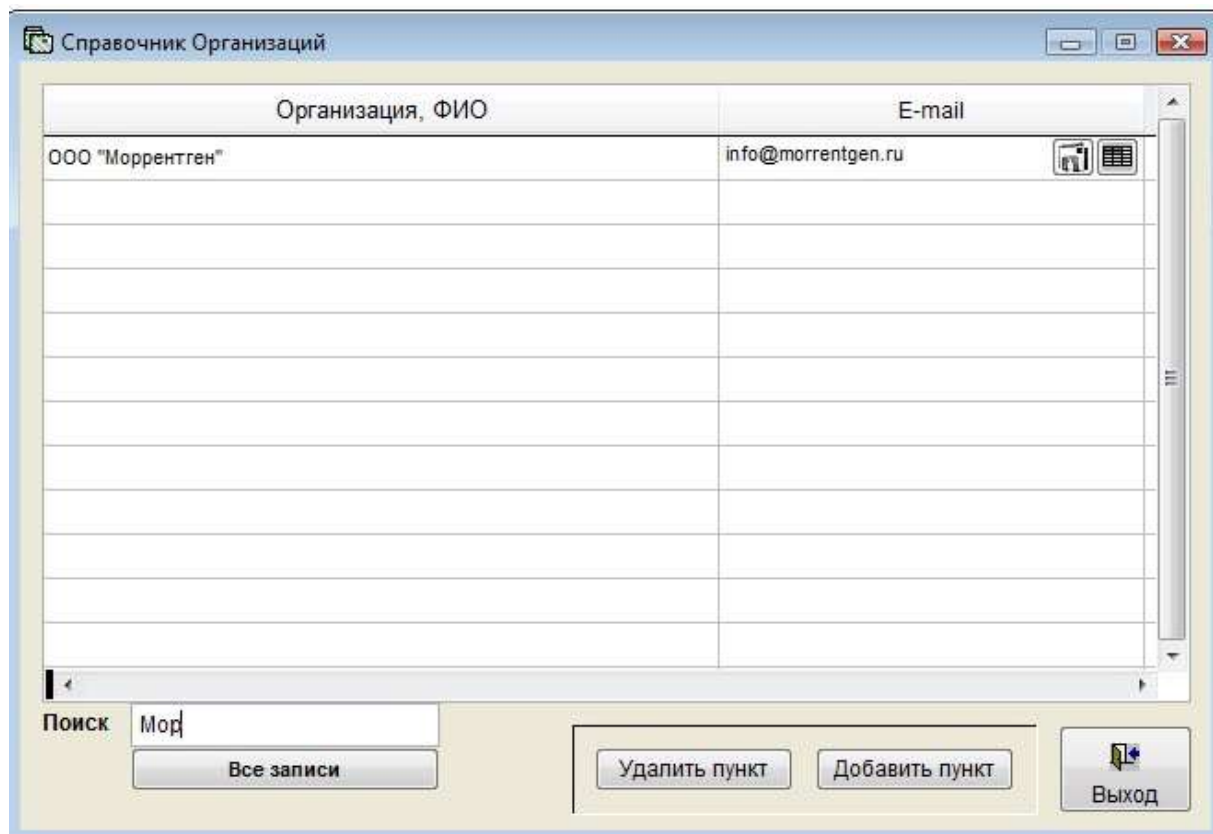 Справочник Организаций
Организация, ФИО E-mail
ООО "Моррентген" info@morrentgen.ru
Поиск Мор
Все записи Удалить пункт Добавить пункт
Выход